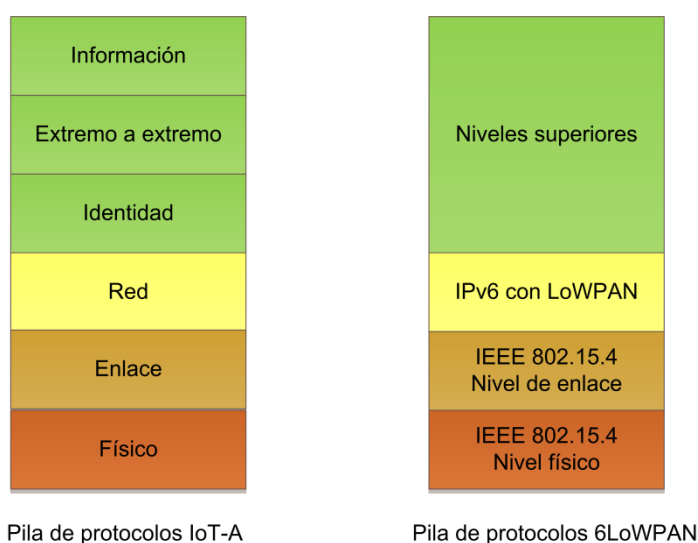 Información
Extremo a extremo
Identidad
Red
Enlace
Físico
Pila de protocolos IoT-A
Niveles superiores
IPv6 con LoWPAN
IEEE 802.15.4
Nivel de enlace
IEEE 802.15.4
Nivel físico
Pila de protocolos 6LoWPAN